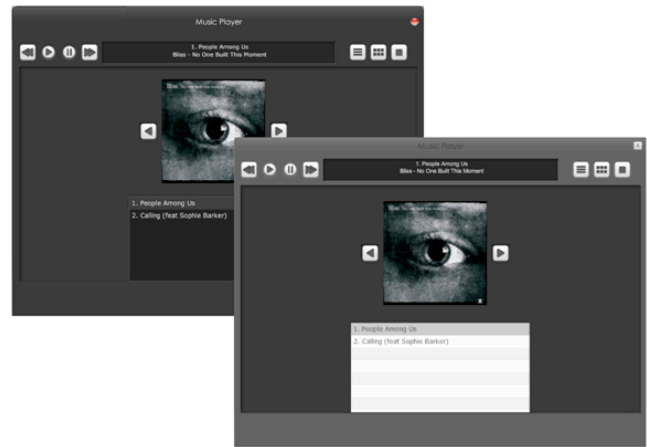 Music Player
1. People Among Us
Bliss - No One Built This Moment
Bliss
1. People Among Us
2. Calling (feat Sophie Barker)
Music Player
1. People Among Us
Bliss - No One Built This Moment
Bliss
1. People Among Us
2. Calling (feat Sophie Barker)